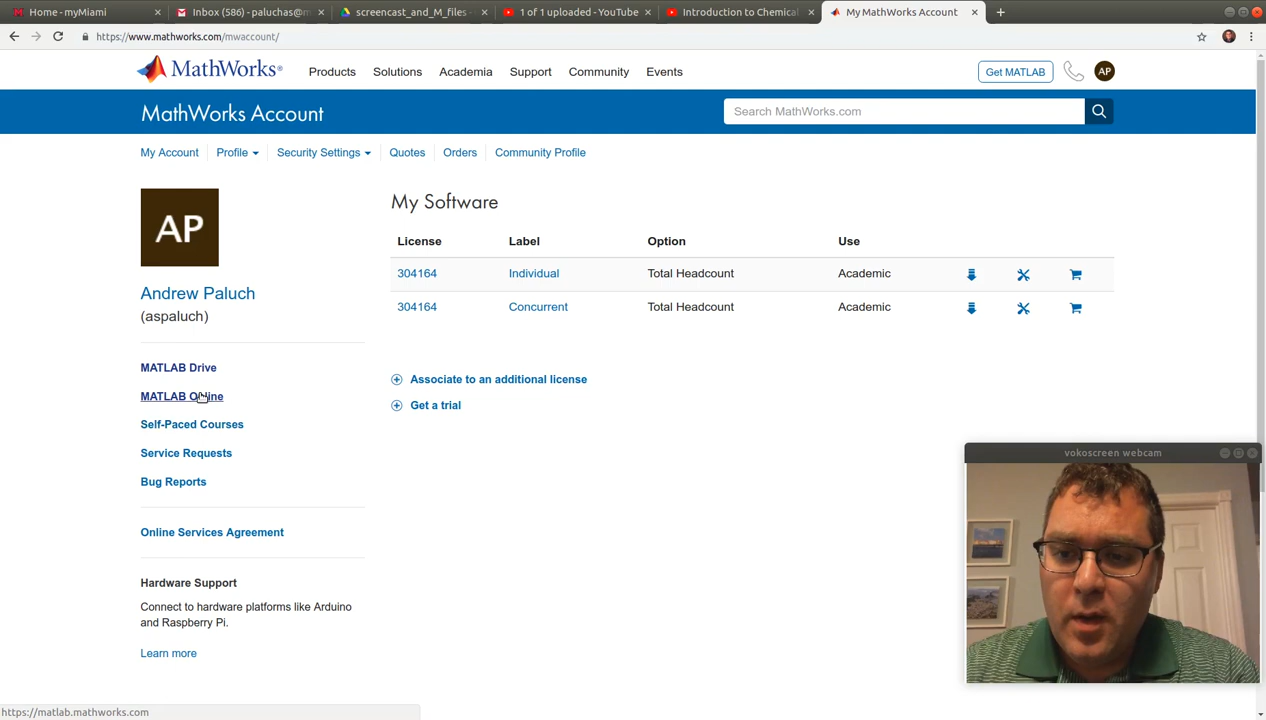 Home - myMiami
Inbox (586) - paluchas@m
screencast_and_M_files -
1 of 1 uploaded - YouTube
Introduction to Chemical
My MathWorks Account
https://www.mathworks.com/mwaccount/
MathWorks®
Products
Solutions
Academia
Support
Community
Events
Get MATLAB
AP
MathWorks Account
Search MathWorks.com
My Account
Profile
Security Settings
Quotes
Orders
Community Profile
AP
Andrew Paluch
(aspaluch)
MATLAB Drive
MATLAB Online
Self-Paced Courses
Service Requests
Bug Reports
Online Services Agreement
Hardware Support
Connect to hardware platforms like Arduino
and Raspberry Pi.
Learn more
My Software
License Label Option Use
304164 Individual Total Headcount Academic
304164 Concurrent Total Headcount Academic
Associate to an additional license
Get a trial
vokoscreen webcam
https://matlab.mathworks.com